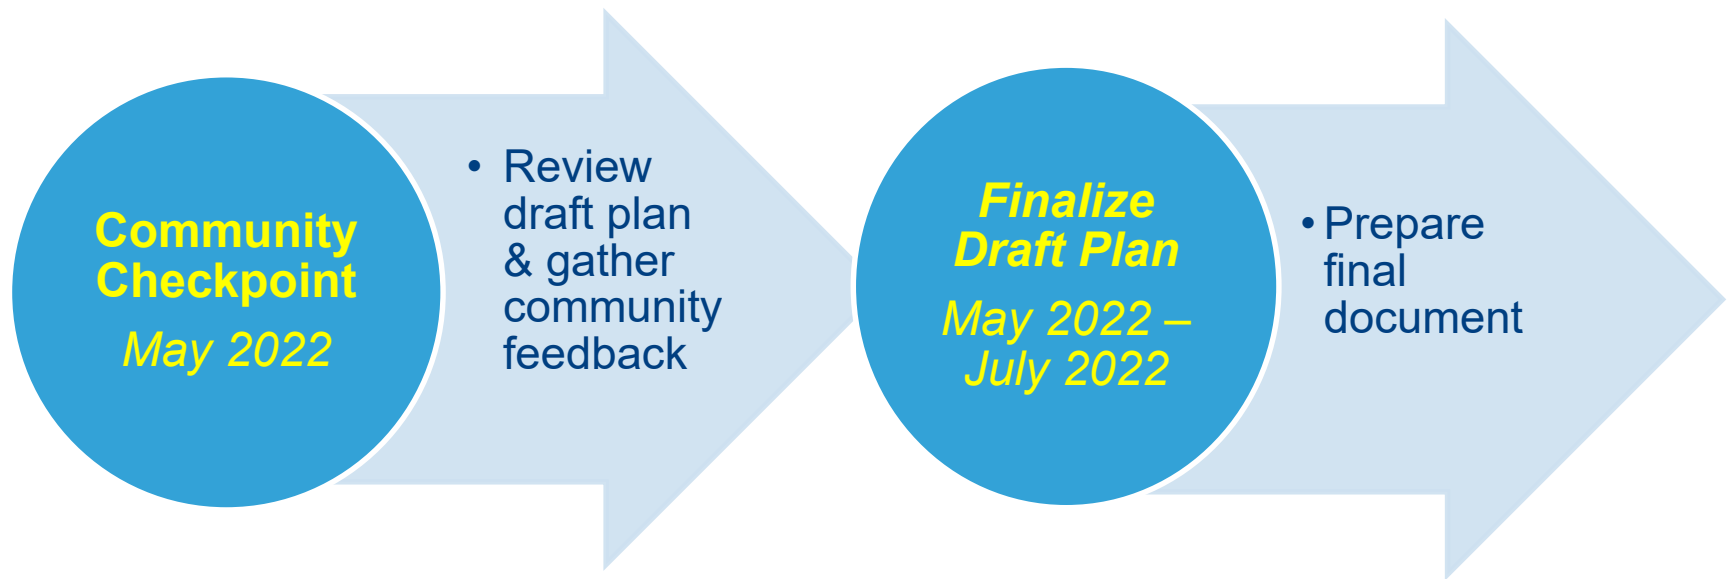 Community
Checkpoint
May 2022
• Review
draft plan
& gather
community
feedback
Finalize
Draft Plan
May 2022 –
July 2022
• Prepare
final
document